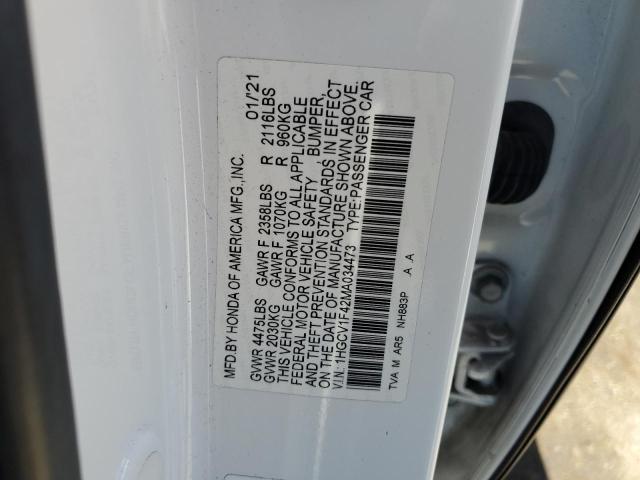 MFD.BY HONDA OF AMERICA MFG.,INC. 01/'21
GVWR 4475LBS GAWR F 2358LBS R 2116LBS
GVWR 2030KG GAWR F 1070KG R 960KG
THIS VEHICLE CONFORMS TO ALL APPLICABLE
FEDERAL MOTOR VEHICLE SAFETY , BUMPER,
AND THEFT PREVENTION STANDARDS IN EFFECT
ON THE DATE OF MANUFACTURE SHOWN ABOVE.
V.I.N.: 1HGCV1F42MA034473 TYPE:PASSENGER CAR
TVA M AR5 NH883P A .A